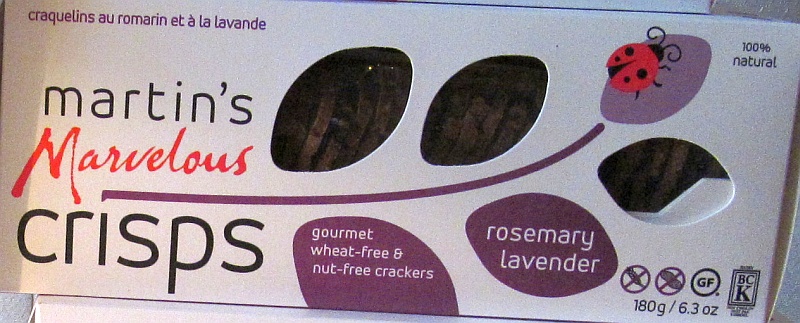 craquelins au romarin et à la lavande
100%
natural
martin's
Marvelous
crisps
gourmet
wheat-free &
nut-free crackers
rosemary
lavender
GF
BC
K
180g / 6.3 oz